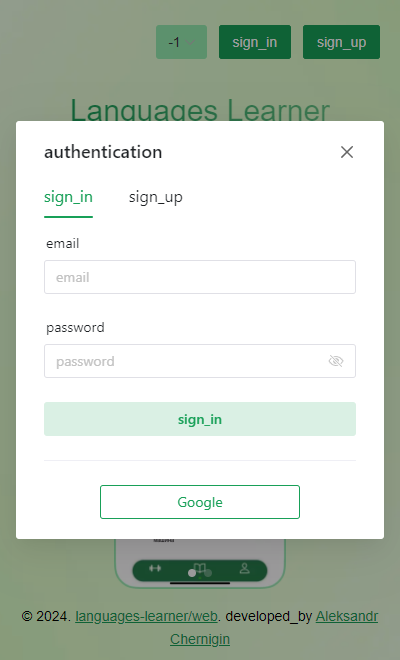 -1
sign_in
sign_up
Languages Learner
authentication
sign_in
sign_up
email
email
password
password
sign_in
Google
© 2024. languages-learner/web. developed_by Aleksandr
Chernigin